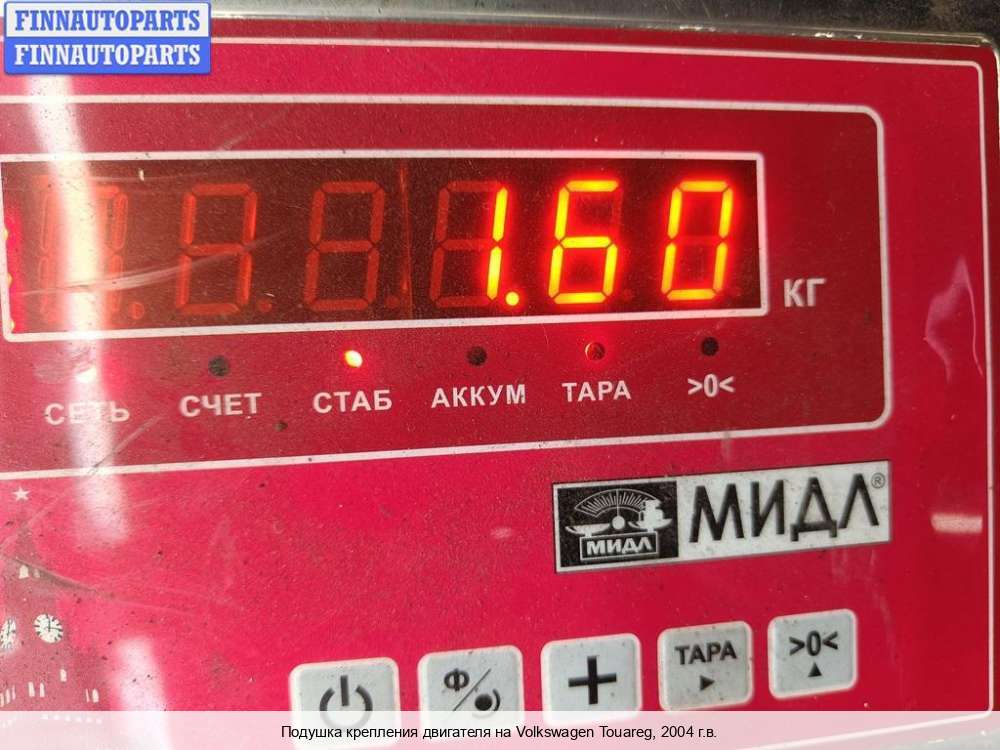 FINNAUTOPARTS
FINNAUTOPARTS
1.60
КГ
СЕТЬ СЧЕТ СТАБ АККУМ ТАРА >0<
МИДЛ МИДЛ®
Ф ТАРА >0<
Подушка крепления двигателя на Volkswagen Touareg, 2004 г.в.